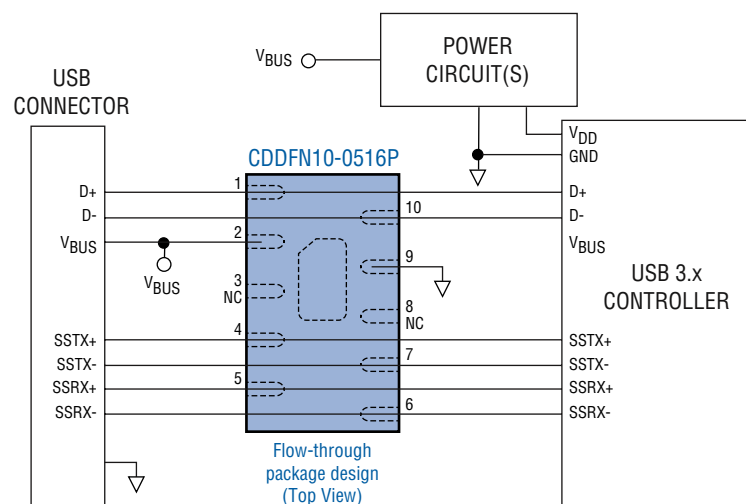 POWER
CIRCUIT(S)
VBUS
USB
CONNECTOR
CDDFN10-0516P
VDD
GND
D+
1
D+
D-
10
D-
VBUS
2
VBUS
VBUS
9
3
NC
8
NC
USB 3.x
CONTROLLER
SSTX+
4
SSTX+
SSTX-
7
SSTX-
SSRX+
5
SSRX+
SSRX-
6
SSRX-
Flow-through
package design
(Top View)